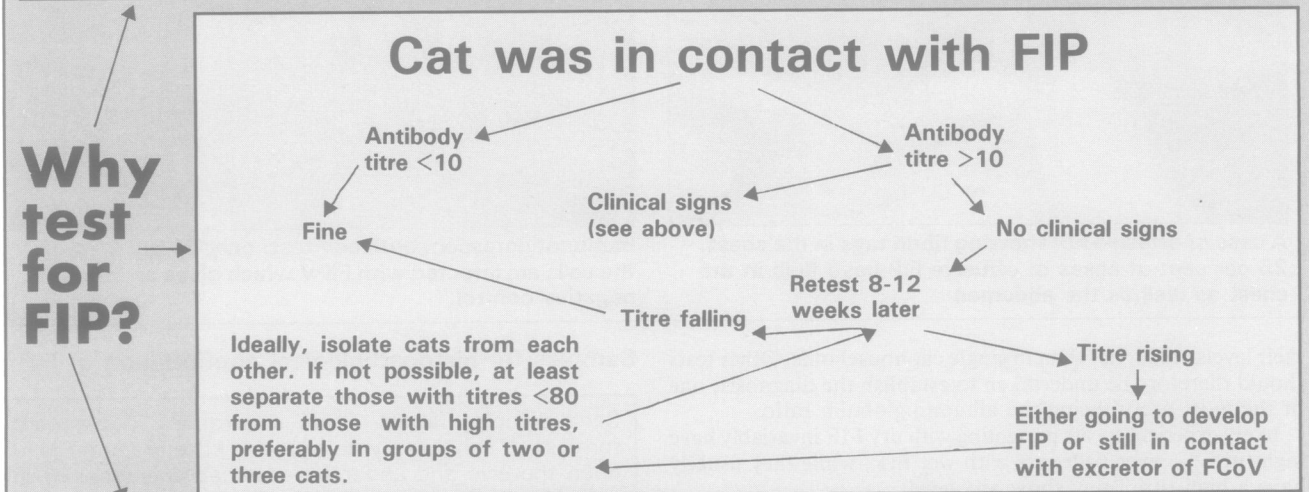 Cat was in contact with FIP
Why
test
for
FIP?
Antibody
titre <10
Antibody
titre >10
Fine
Clinical signs
(see above)
No clinical signs
Retest 8-12
weeks later
Titre falling
Titre rising
Ideally, isolate cats from each
other. If not possible, at least
separate those with titres <80
from those with high titres,
preferably in groups of two or
three cats.
Either going to develop
FIP or still in contact
with excretor of FCoV